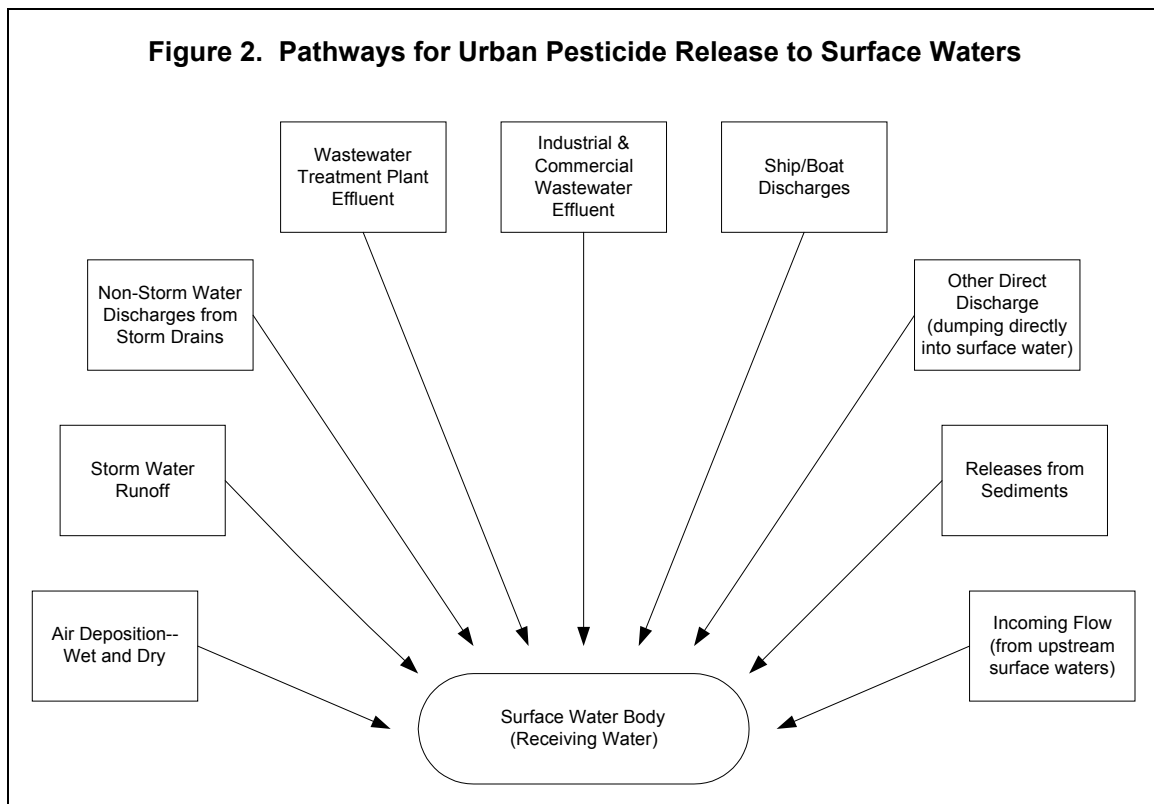 Figure 2. Pathways for Urban Pesticide Release to Surface Waters
Wastewater
Treatment Plant
Effluent
Industrial &
Commercial
Wastewater
Effluent
Ship/Boat
Discharges
Non-Storm Water
Discharges from
Storm Drains
Other Direct
Discharge
(dumping directly
into surface water)
Storm Water
Runoff
Releases from
Sediments
Air Deposition--
Wet and Dry
Incoming Flow
(from upstream
surface waters)
Surface Water Body
(Receiving Water)